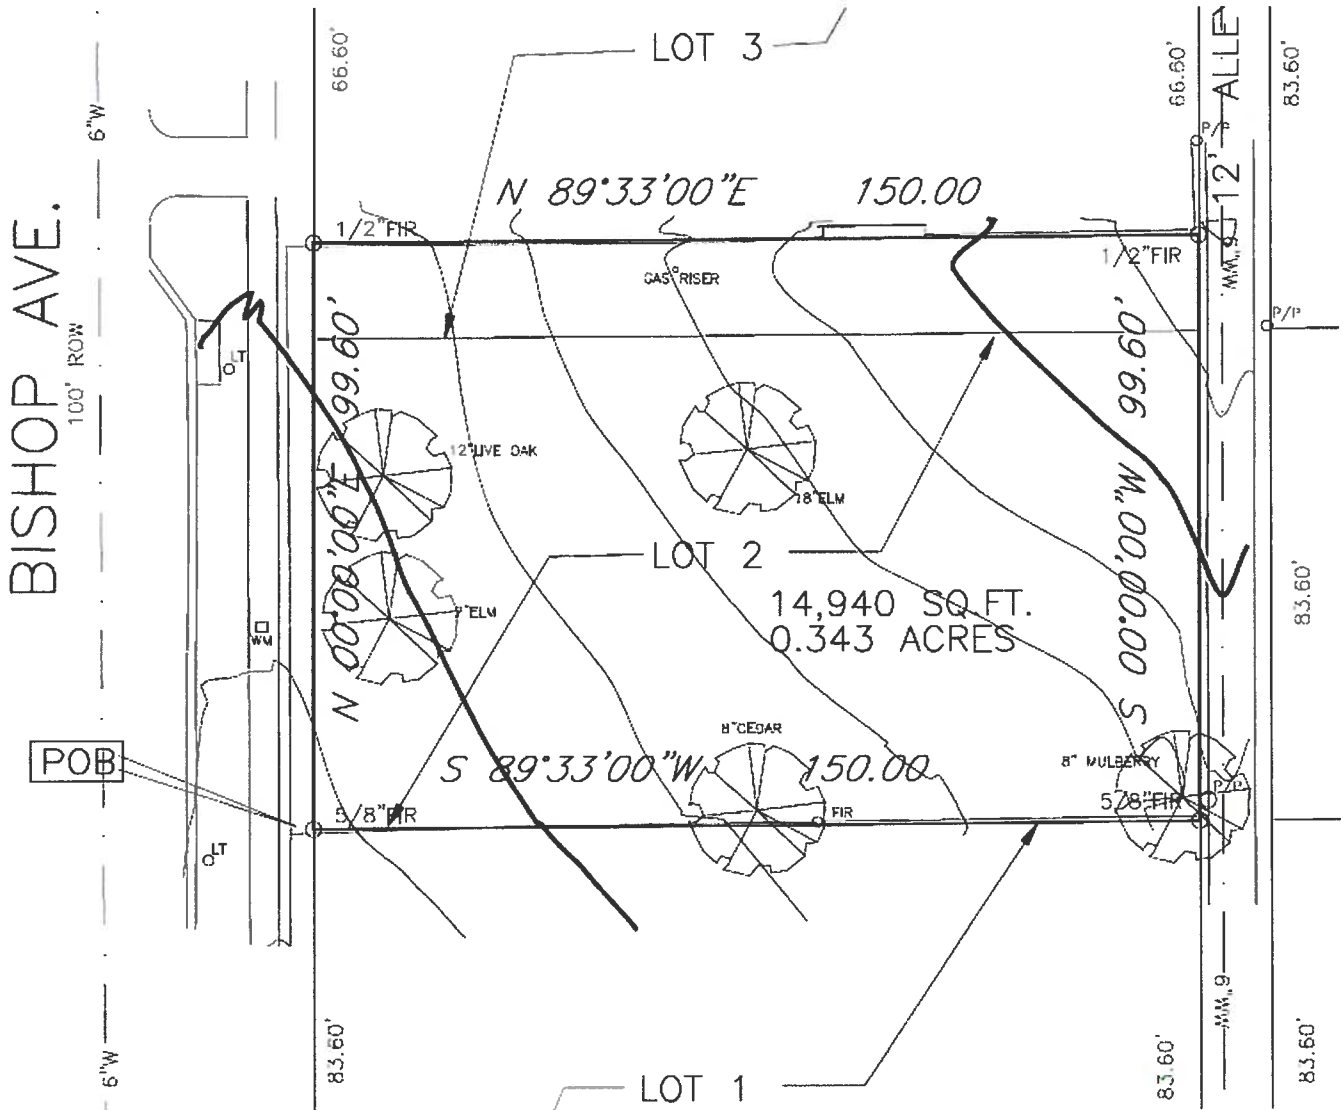 LOT 3
66.60'
66.60'
12' ALLE
83.60'
6"W
P/P
N 89°33'00"E 150.00
1/2"FIR
1/2"FIR
GAS RISER
P/P
BISHOP AVE.
100' ROW
LT
N 00°00'00"E 99.60'
S 00°00'00"W 99.60'
12"LIVE OAK
18"ELM
LOT 2
14,940 SQ.FT.
0.343 ACRES
7"ELM
WM
83.60'
POB
8"CEDAR
S 89°33'00"W 150.00
8" MULBERRY
P/P
5/8"FIR
FIR
5/8"FIR
LT
6"W
83.60'
LOT 1
83.60'
83.60'